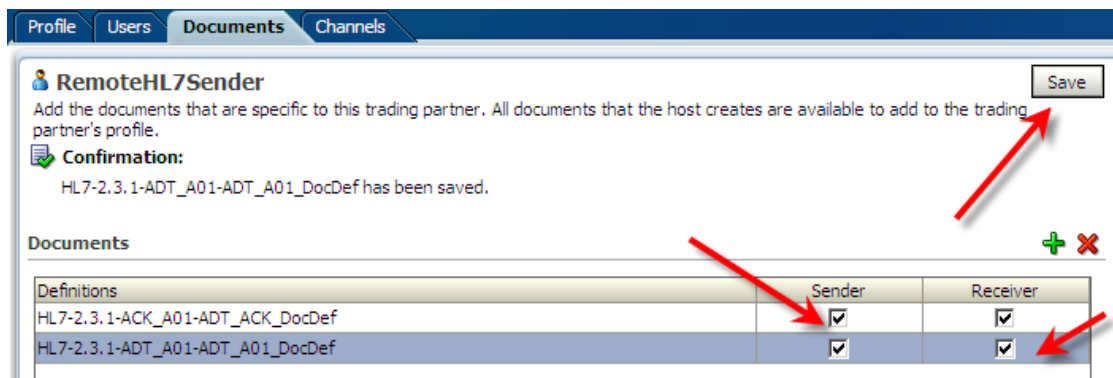 Profile Users Documents Channels
RemoteHL7Sender
Save
Add the documents that are specific to this trading partner. All documents that the host creates are available to add to the trading
partner's profile.
Confirmation:
HL7-2.3.1-ADT_A01-ADT_A01_DocDef has been saved.
Documents
Definitions Sender Receiver
HL7-2.3.1-ACK_A01-ADT_ACK_DocDef
HL7-2.3.1-ADT_A01-ADT_A01_DocDef